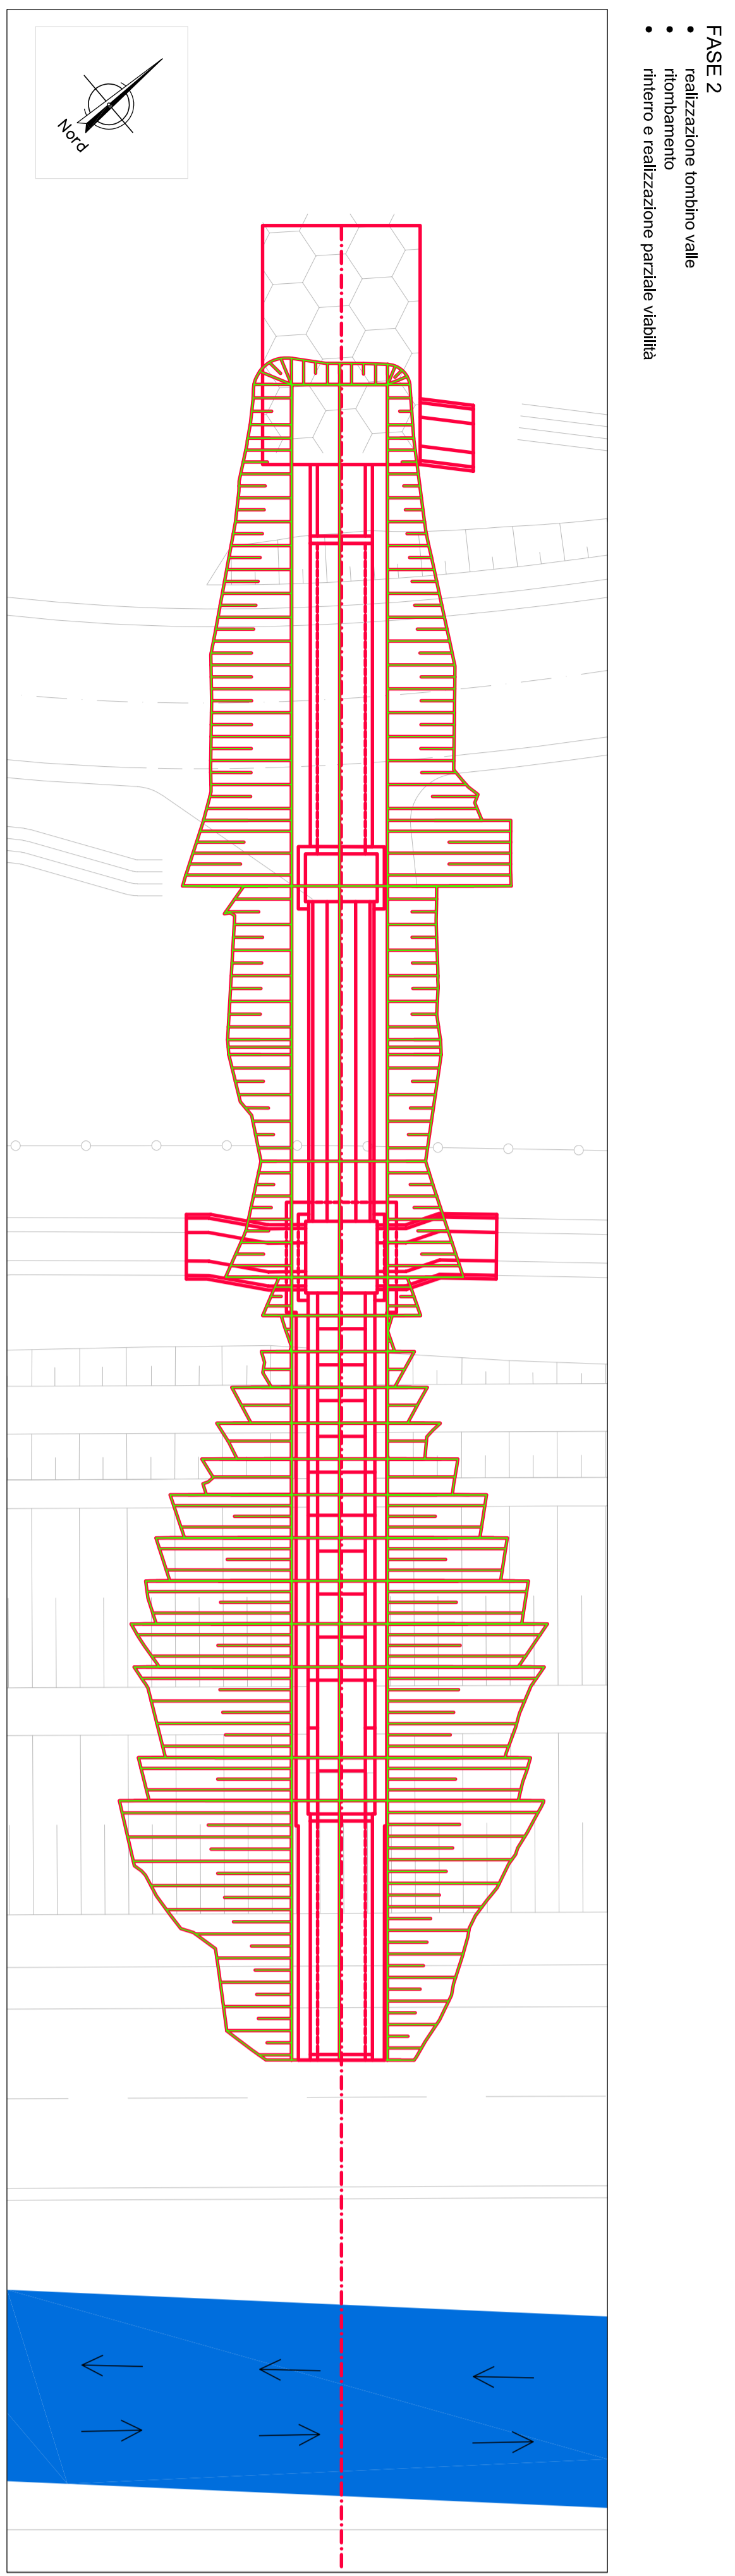 FASE 2
• realizzazione tombino valle
• ritombamento
• rinterro e realizzazione parziale viabilità
Nord